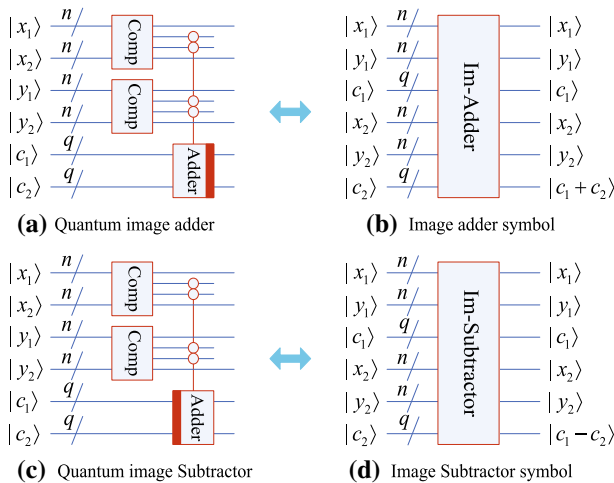 |x₁⟩ n Comp |x₁⟩ n |x₁⟩
|x₂⟩ n |y₁⟩ n |y₁⟩
|y₁⟩ n Comp |c₁⟩ q Im-Adder |c₁⟩
|y₂⟩ n |x₂⟩ n |x₂⟩
|c₁⟩ q Adder |y₂⟩ n |y₂⟩
|c₂⟩ q |c₂⟩ q |c₁+c₂⟩
(a) Quantum image adder (b) Image adder symbol
|x₁⟩ n Comp |x₁⟩ n |x₁⟩
|x₂⟩ n |y₁⟩ n |y₁⟩
|y₁⟩ n Comp |c₁⟩ q Im-Subtractor |c₁⟩
|y₂⟩ n |x₂⟩ n |x₂⟩
|c₁⟩ q Adder |y₂⟩ n |y₂⟩
|c₂⟩ q |c₂⟩ q |c₁−c₂⟩
(c) Quantum image Subtractor (d) Image Subtractor symbol